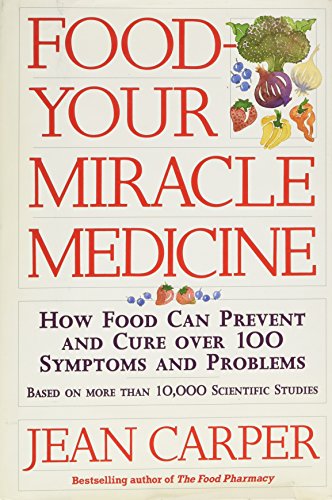 FOOD-
YOUR
MIRACLE
MEDICINE
HOW FOOD CAN PREVENT
AND CURE OVER 100
SYMPTOMS AND PROBLEMS
BASED ON MORE THAN 10,000 SCIENTIFIC STUDIES
JEAN CARPER
Bestselling author of The Food Pharmacy